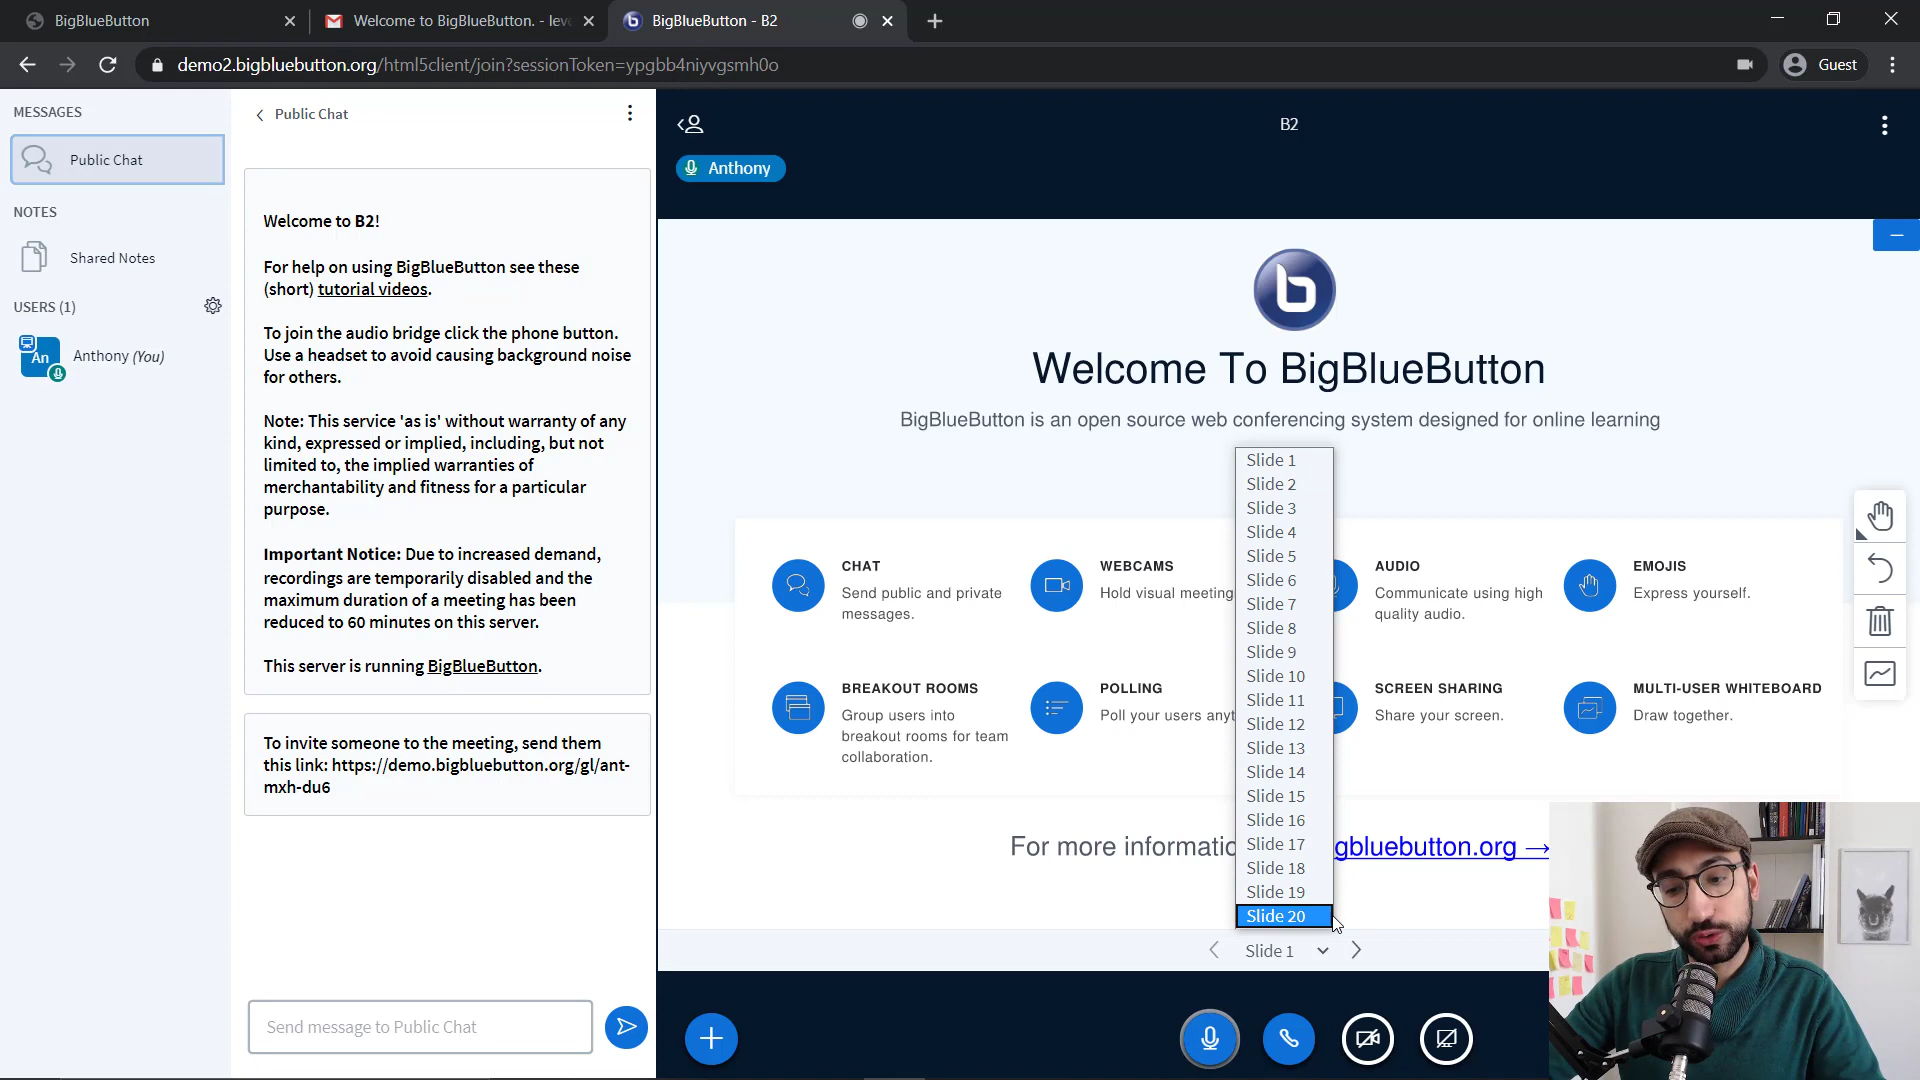 BigBlueButton
Welcome to BigBlueButton. - lev
BigBlueButton - B2
demo2.bigbluebutton.org/html5client/join?sessionToken=ypgbb4niyvgsmh0o
Guest
MESSAGES
Public Chat
NOTES
Shared Notes
USERS (1)
An
Anthony (You)
Public Chat
Welcome to B2!
For help on using BigBlueButton see these
(short) tutorial videos.
To join the audio bridge click the phone button.
Use a headset to avoid causing background noise
for others.
Note: This service 'as is' without warranty of any
kind, expressed or implied, including, but not
limited to, the implied warranties of
merchantability and fitness for a particular
purpose.
Important Notice: Due to increased demand,
recordings are temporarily disabled and the
maximum duration of a meeting has been
reduced to 60 minutes on this server.
This server is running BigBlueButton.
To invite someone to the meeting, send them
this link: https://demo.bigbluebutton.org/gl/ant-
mxh-du6
Send message to Public Chat
B2
Anthony
b
Welcome To BigBlueButton
BigBlueButton is an open source web conferencing system designed for online learning
CHAT
Send public and private
messages.
WEBCAMS
Hold visual meeting
AUDIO
Communicate using high
quality audio.
EMOJIS
Express yourself.
BREAKOUT ROOMS
Group users into
breakout rooms for team
collaboration.
POLLING
Poll your users anyt
SCREEN SHARING
Share your screen.
MULTI-USER WHITEBOARD
Draw together.
For more informatio
gbluebutton.org →
Slide 1
Slide 2
Slide 3
Slide 4
Slide 5
Slide 6
Slide 7
Slide 8
Slide 9
Slide 10
Slide 11
Slide 12
Slide 13
Slide 14
Slide 15
Slide 16
Slide 17
Slide 18
Slide 19
Slide 20
Slide 1